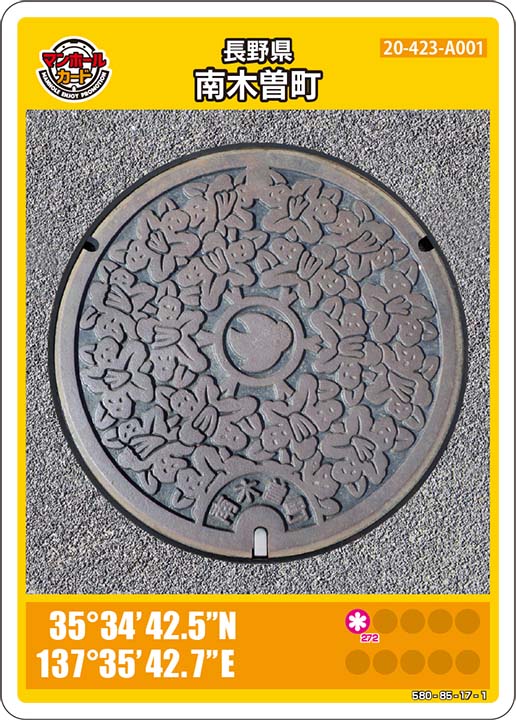 マンホール
カード
MANHOLE ENJOY PROMOTION
長野県
南木曽町
20-423-A001
南木曽町
35°34'42.5"N
272
137°35'42.7"E
580-85-17-1